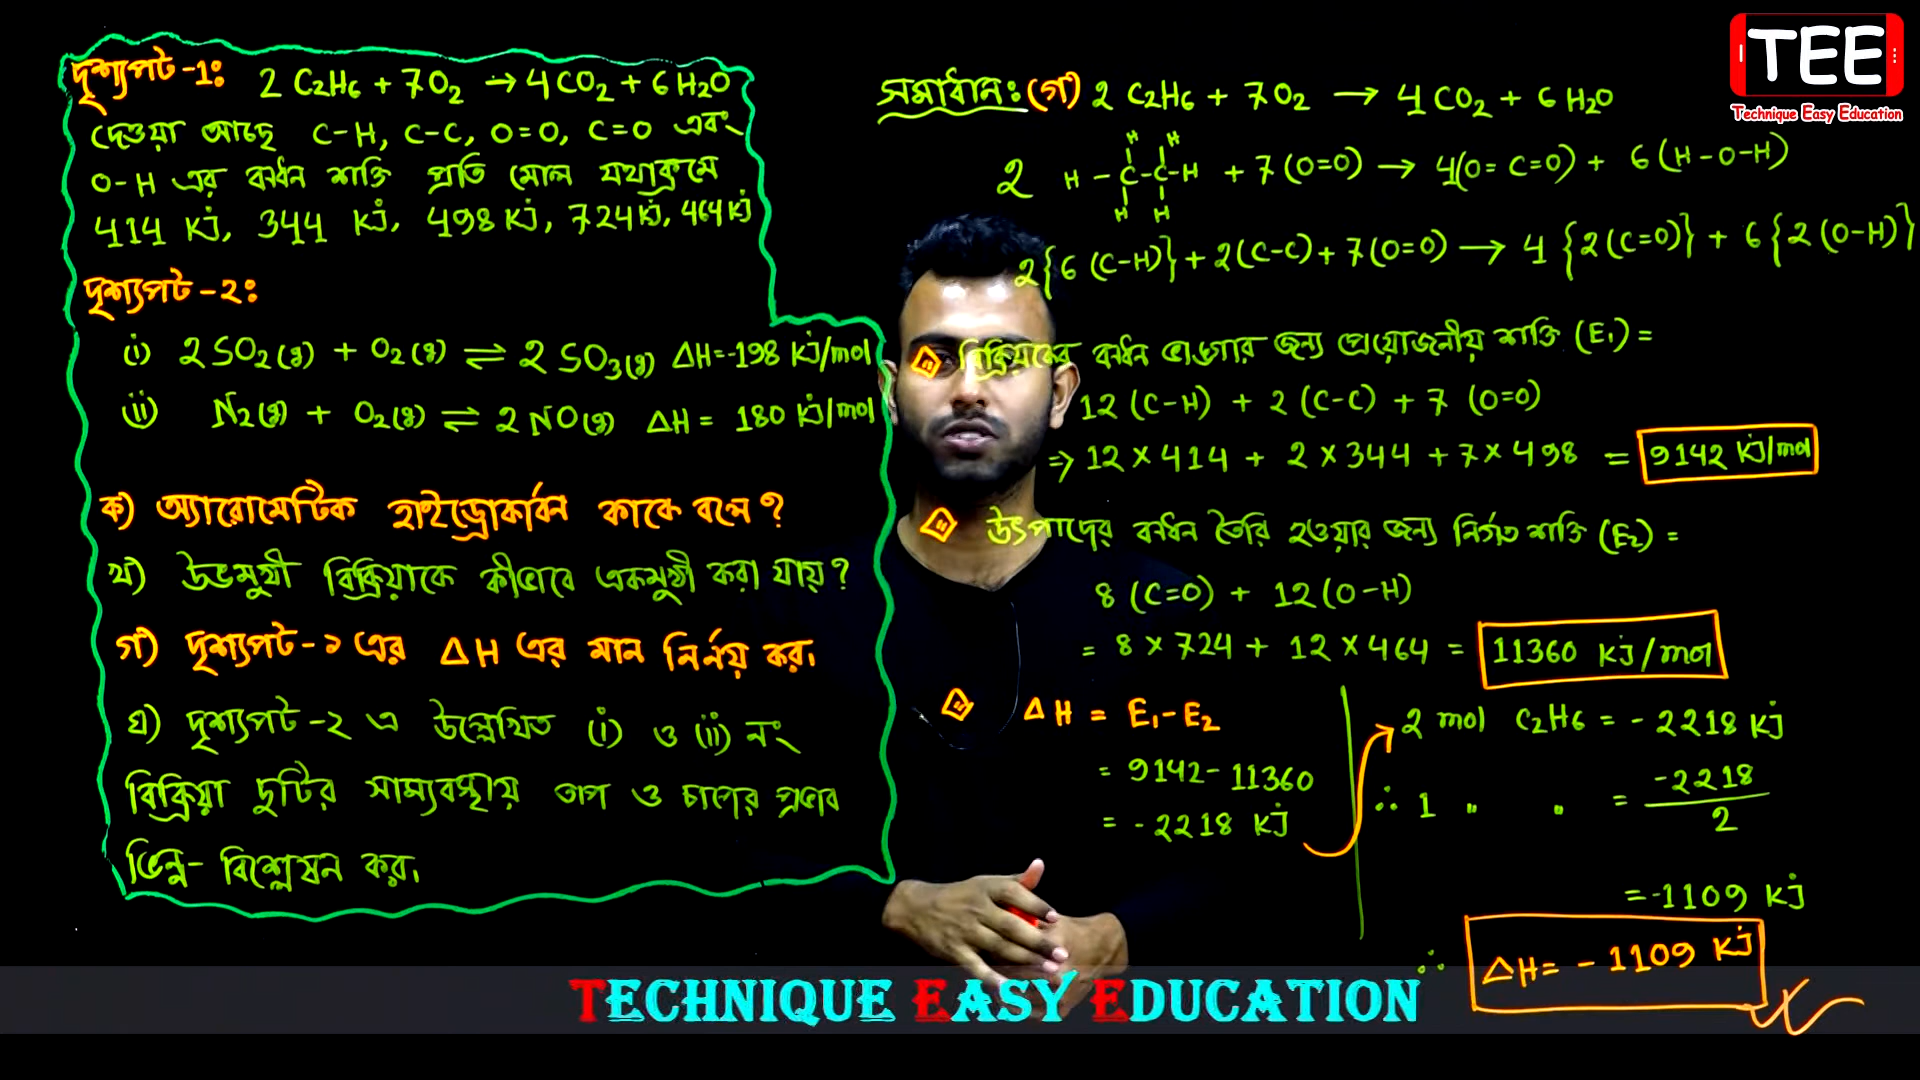 দৃশ্যপট-1: 2 C2H6 + 7O2 → 4CO2 + 6H2O
দেওয়া আছে C-H, C-C, O=O, C=O এবং
O-H এর বন্ধন শক্তি প্রতি মোল যথাক্রমে
414 KJ, 344 KJ, 498 KJ, 724 KJ, 464 KJ
দৃশ্যপট-২:
(i) 2SO2(g) + O2(g) ⇌ 2SO3(g) ΔH=-198 KJ/mol
(ii) N2(g) + O2(g) ⇌ 2NO(g) ΔH = 180 KJ/mol
ক) অ্যারোমেটিক হাইড্রোকার্বন কাকে বলে?
খ) উভমুখী বিক্রিয়াকে কীভাবে একমুখী করা যায়?
গ) দৃশ্যপট-১ এর ΔH এর মান নির্নয় কর।
ঘ) দৃশ্যপট-২ এ উল্লেখিত (i) ও (ii) নং
বিক্রিয়া দুটির সাম্যবস্থায় তাপ ও চাপের প্রভাব
ভিন্ন- বিশ্লেষন কর।
সমাধান: (গ) 2 C2H6 + 7O2 → 4CO2 + 6H2O
H H
2 H-C-C-H + 7(O=O) → 4(O=C=O) + 6(H-O-H)
H H
2{6(C-H)} + 2(C-C) + 7(O=O) → 4{2(C=O)} + 6{2(O-H)}
বিক্রিয়কের বন্ধন ভাঙার জন্য প্রয়োজনীয় শক্তি (E1) =
12(C-H) + 2(C-C) + 7(O=O)
⇒ 12×414 + 2×344 + 7×498 = 9142 KJ/mol
উৎপাদের বন্ধন তৈরি হওয়ার জন্য নির্গত শক্তি (E2) =
8(C=O) + 12(O-H)
= 8×724 + 12×464 = 11360 KJ/mol
ΔH = E1-E2
= 9142-11360
= -2218 KJ
2 mol C2H6 = -2218 KJ
∴ 1 " " = -2218/2
= -1109 KJ
∴ ΔH = -1109 KJ
TEE
Technique Easy Education
TECHNIQUE EASY EDUCATION